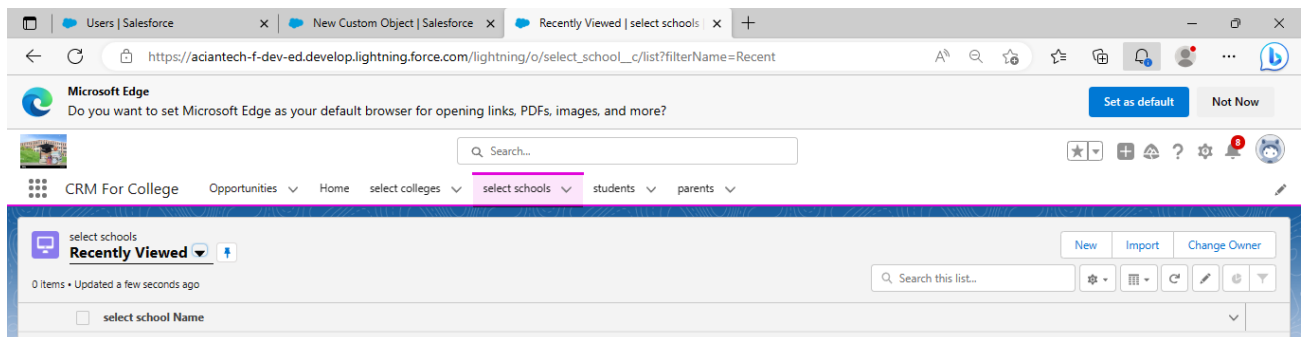 Users | Salesforce
New Custom Object | Salesforce
Recently Viewed | select schools |
https://aciantech-f-dev-ed.develop.lightning.force.com/lightning/o/select_school__c/list?filterName=Recent
Microsoft Edge
Do you want to set Microsoft Edge as your default browser for opening links, PDFs, images, and more?
Set as default
Not Now
Search...
8
CRM For College
Opportunities
Home
select colleges
select schools
students
parents
select schools
Recently Viewed
New
Import
Change Owner
0 items • Updated a few seconds ago
Search this list...
select school Name